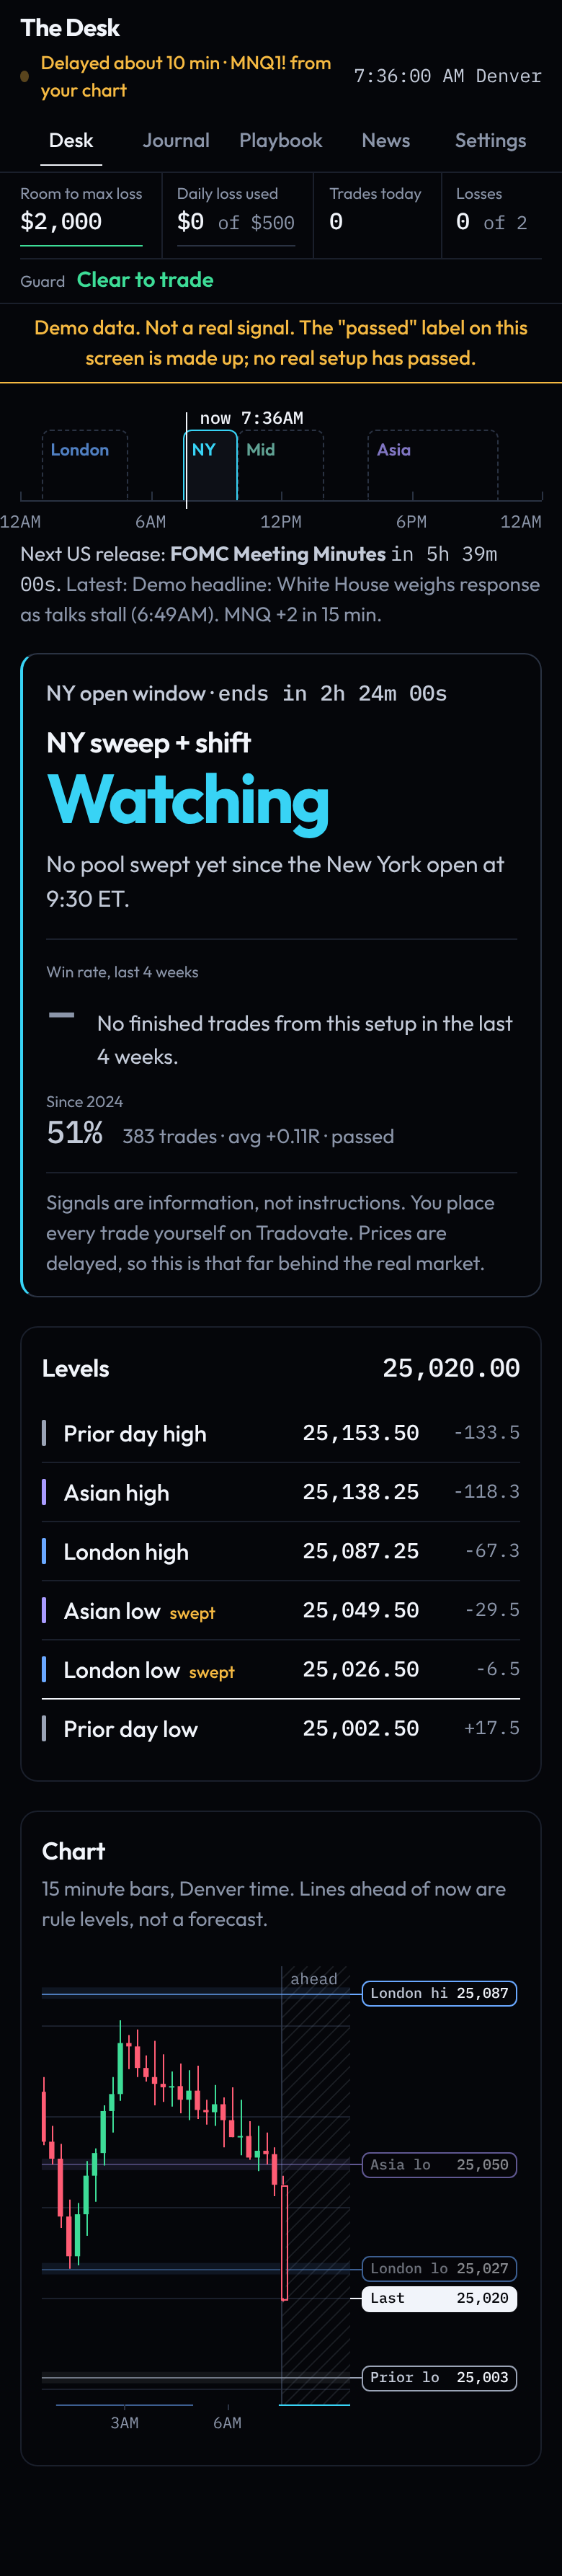 The Desk
Delayed about 10 min · MNQ1! from
your chart
7:36:00 AM Denver
Desk Journal Playbook News Settings
Room to max loss Daily loss used Trades today Losses
$2,000 $0 of $500 0 0 of 2
Guard Clear to trade
Demo data. Not a real signal. The "passed" label on this
screen is made up; no real setup has passed.
now 7:36AM
London NY Mid Asia
12AM 6AM 12PM 6PM 12AM
Next US release: FOMC Meeting Minutes in 5h 39m
00s. Latest: Demo headline: White House weighs response
as talks stall (6:49AM). MNQ +2 in 15 min.
NY open window · ends in 2h 24m 00s
NY sweep + shift
Watching
No pool swept yet since the New York open at
9:30 ET.
Win rate, last 4 weeks
— No finished trades from this setup in the last
4 weeks.
Since 2024
51% 383 trades · avg +0.11R · passed
Signals are information, not instructions. You place
every trade yourself on Tradovate. Prices are
delayed, so this is that far behind the real market.
Levels 25,020.00
Prior day high 25,153.50 -133.5
Asian high 25,138.25 -118.3
London high 25,087.25 -67.3
Asian low swept 25,049.50 -29.5
London low swept 25,026.50 -6.5
Prior day low 25,002.50 +17.5
Chart
15 minute bars, Denver time. Lines ahead of now are
rule levels, not a forecast.
ahead
London hi 25,087
Asia lo 25,050
London lo 25,027
Last 25,020
Prior lo 25,003
3AM 6AM